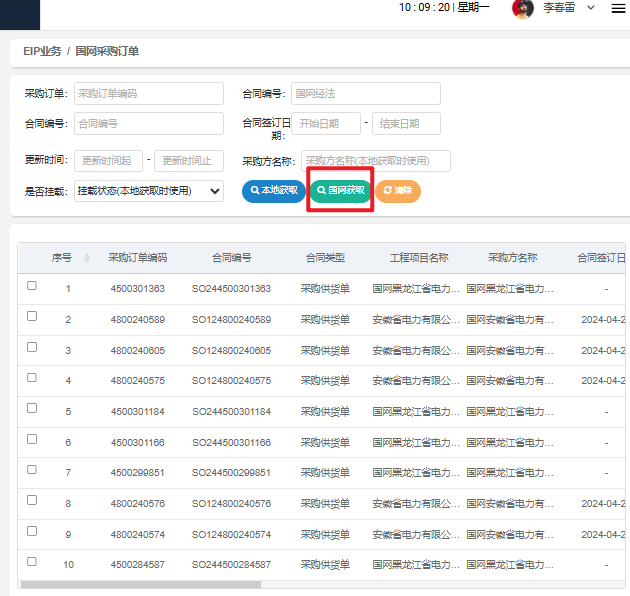 10 : 09 : 20 | 星期一 李春雷
EIP业务 / 国网采购订单
采购订单: 采购订单编码 合同编号: 国网经法
合同编号: 合同编号 合同签订日期: 开始日期 - 结束日期
更新时间: 更新时间起 - 更新时间止 采购方名称: 采购方名称(本地获取时使用)
是否挂载: 挂载状态(本地获取时使用) 本地获取 国网获取 清除
序号 采购订单编码 合同编号 合同类型 工程项目名称 采购方名称 合同签订日
1 4500301363 SO244500301363 采购供货单 国网黑龙江省电力... 国网黑龙江省电力... -
2 4800240589 SO124800240589 采购供货单 安徽省电力有限公... 国网安徽省电力有... 2024-04-2
3 4800240605 SO124800240605 采购供货单 安徽省电力有限公... 国网安徽省电力有... 2024-04-2
4 4800240575 SO124800240575 采购供货单 安徽省电力有限公... 国网安徽省电力有... 2024-04-2
5 4500301184 SO244500301184 采购供货单 国网黑龙江省电力... 国网黑龙江省电力... -
6 4500301166 SO244500301166 采购供货单 国网黑龙江省电力... 国网黑龙江省电力... -
7 4500299851 SO244500299851 采购供货单 国网黑龙江省电力... 国网黑龙江省电力... -
8 4800240576 SO124800240576 采购供货单 安徽省电力有限公... 国网安徽省电力有... 2024-04-2
9 4800240574 SO124800240574 采购供货单 安徽省电力有限公... 国网安徽省电力有... 2024-04-2
10 4500284587 SO244500284587 采购供货单 国网黑龙江省电力... 国网黑龙江省电力... -